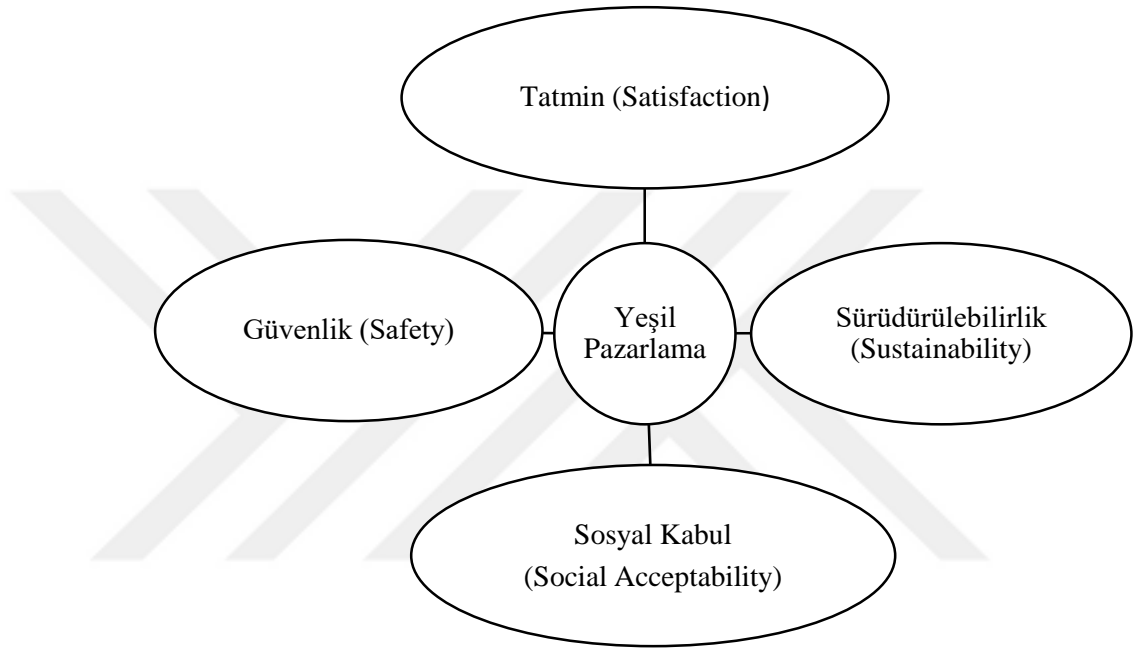 Tatmin (Satisfaction)
Güvenlik (Safety)
Yeşil
Pazarlama
Sürüdürülebilirlik
(Sustainability)
Sosyal Kabul
(Social Acceptability)